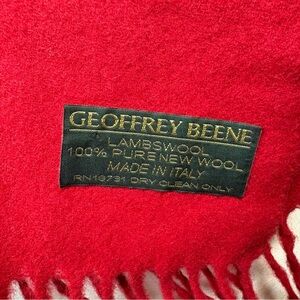 GEOFFREY BEENE
LAMBSWOOL
100% PURE NEW WOOL
MADE IN ITALY
RN16731 DRY CLEAN ONLY